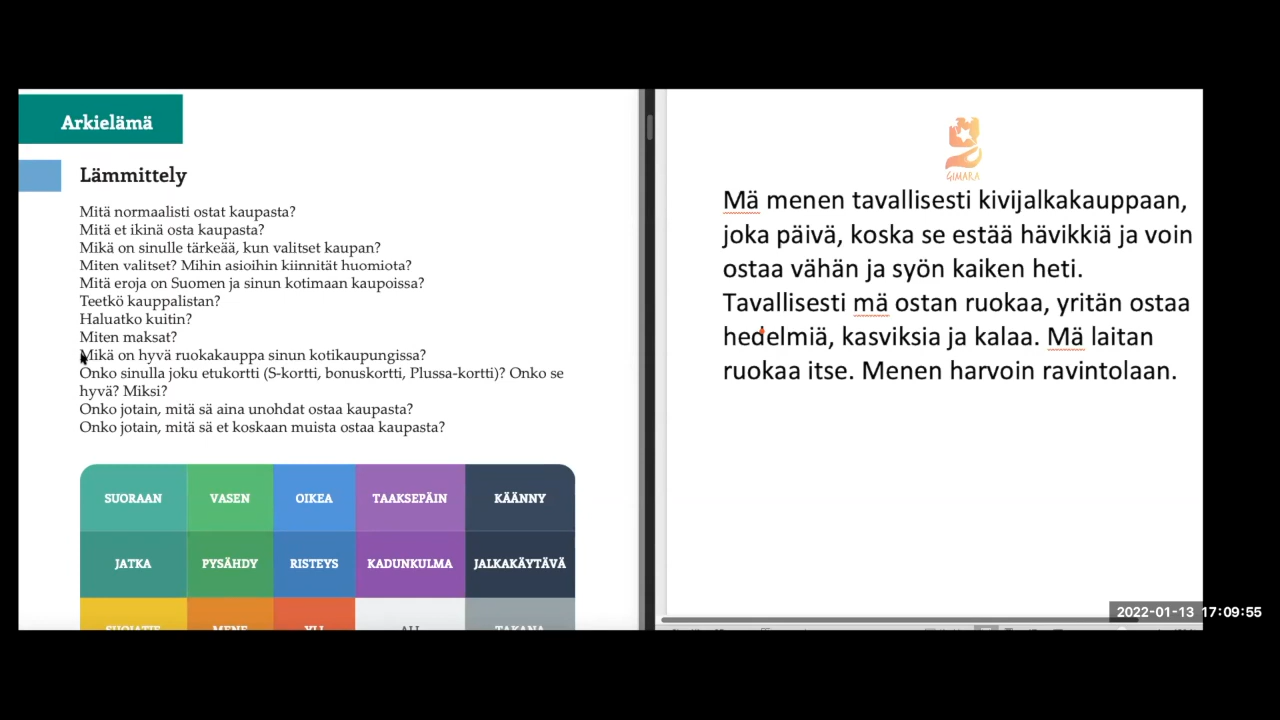 Arkielämä
Lämmittely
Mitä normaalisti ostat kaupasta?
Mitä et ikinä osta kaupasta?
Mikä on sinulle tärkeää, kun valitset kaupan?
Miten valitset? Mihin asioihin kiinnität huomiota?
Mitä eroja on Suomen ja sinun kotimaan kaupoissa?
Teetkö kauppalistan?
Haluatko kuitin?
Miten maksat?
Mikä on hyvä ruokakauppa sinun kotikaupungissa?
Onko sinulla joku etukortti (S-kortti, bonuskortti, Plussa-kortti)? Onko se
hyvä? Miksi?
Onko jotain, mitä sä aina unohdat ostaa kaupasta?
Onko jotain, mitä sä et koskaan muista ostaa kaupasta?
SUORAAN VASEN OIKEA TAAKSEPÄIN KÄÄNNY
JATKA PYSÄHDY RISTEYS KADUNKULMA JALKAKÄYTÄVÄ
SUOJATIE MENE YLI ALI TAKANA
GIMARA
Mä menen tavallisesti kivijalkakauppaan,
joka päivä, koska se estää hävikkiä ja voin
ostaa vähän ja syön kaiken heti.
Tavallisesti mä ostan ruokaa, yritän ostaa
hedelmiä, kasviksia ja kalaa. Mä laitan
ruokaa itse. Menen harvoin ravintolaan.
2022-01-13 17:09:55